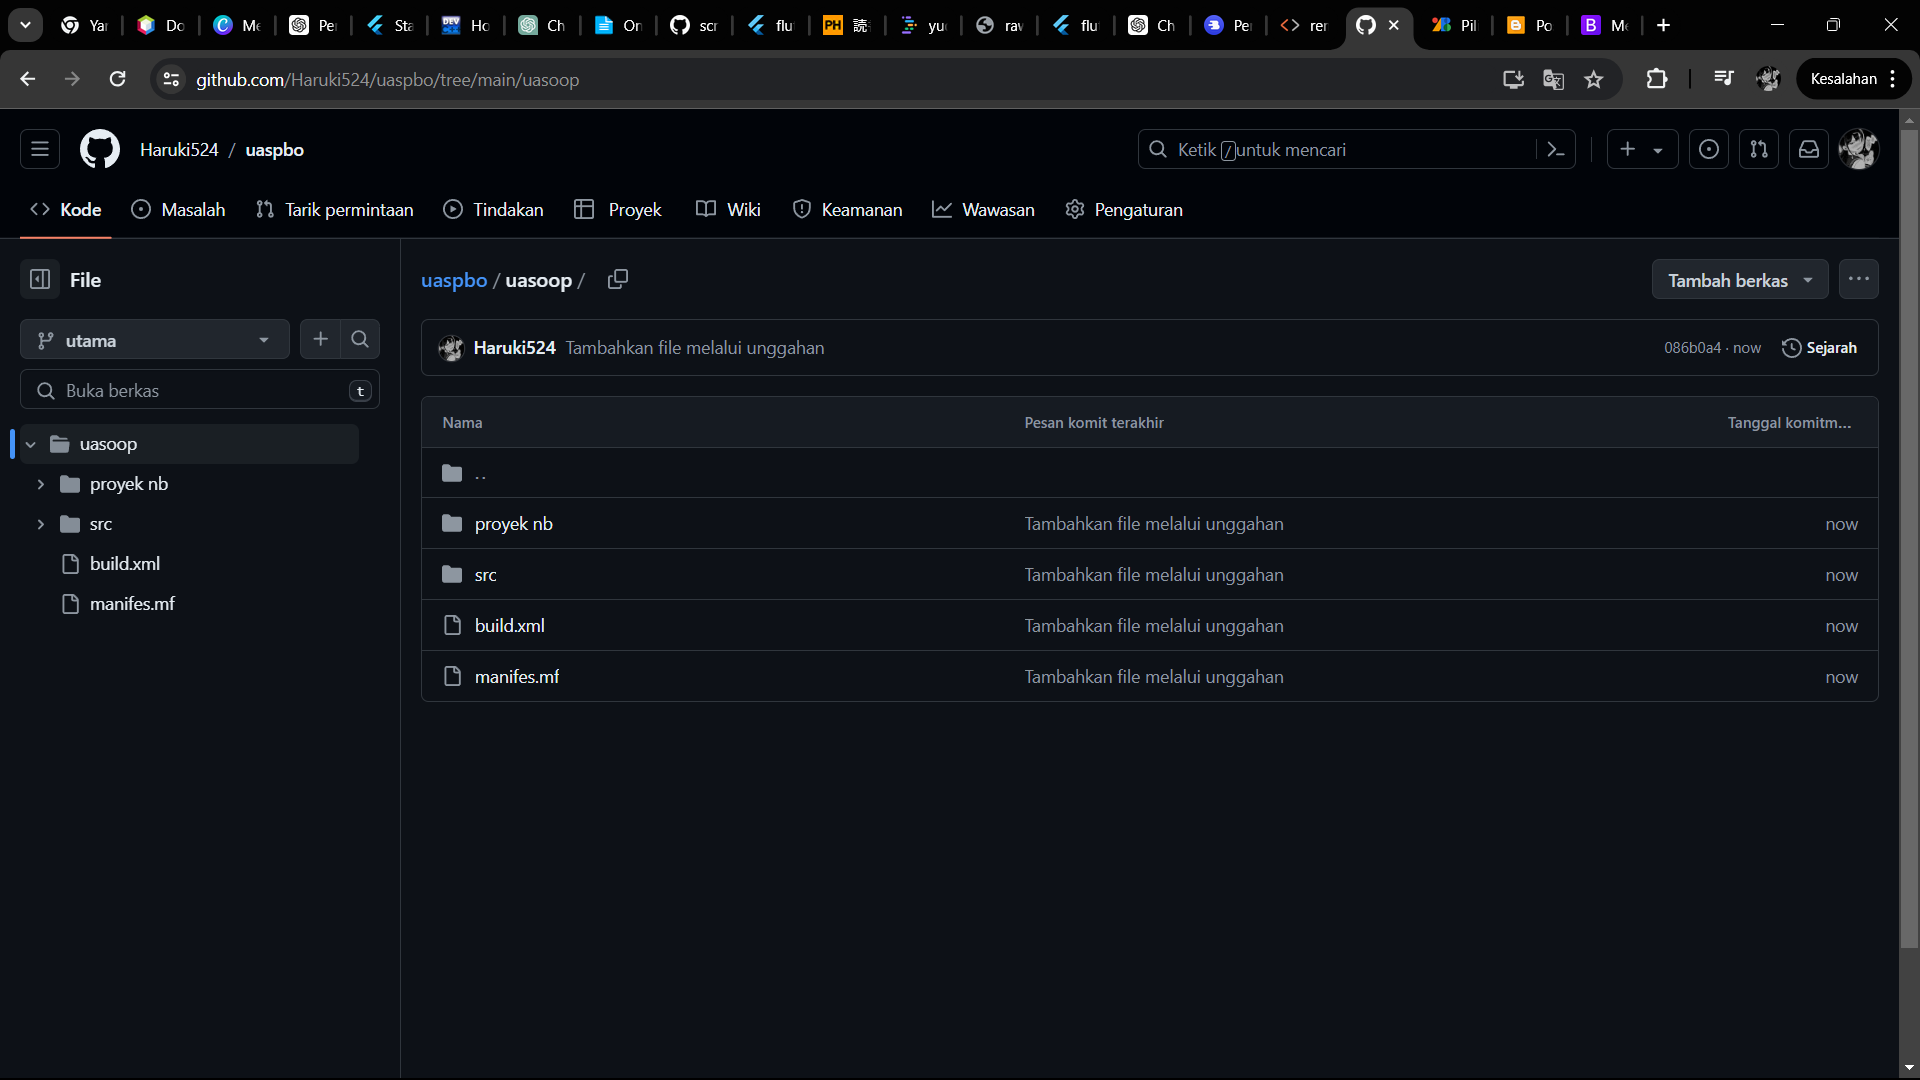 Yar
Do
Me
Per
Sta
DEV Ho
Ch
On
scr
flu
PH 読
yu
rav
flu
Ch
Per
rer
Pil
Po
B Me
github.com/Haruki524/uaspbo/tree/main/uasoop
Kesalahan
Haruki524 / uaspbo
Ketik / untuk mencari
Kode
Masalah
Tarik permintaan
Tindakan
Proyek
Wiki
Keamanan
Wawasan
Pengaturan
File
utama
Buka berkas
t
uasoop
proyek nb
src
build.xml
manifes.mf
uaspbo / uasoop /
Tambah berkas
Haruki524 Tambahkan file melalui unggahan
086b0a4 · now
Sejarah
Nama Pesan komit terakhir Tanggal komitm...
..
proyek nb Tambahkan file melalui unggahan now
src Tambahkan file melalui unggahan now
build.xml Tambahkan file melalui unggahan now
manifes.mf Tambahkan file melalui unggahan now